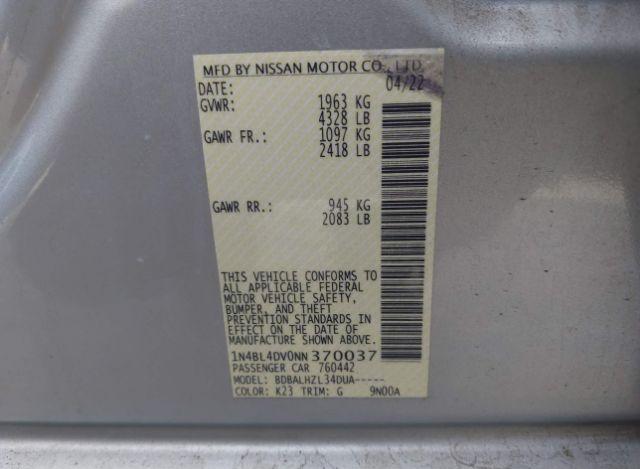 MFD BY NISSAN MOTOR CO., LTD.
DATE: 04/22
GVWR: 1963 KG
4328 LB
GAWR FR.: 1097 KG
2418 LB
GAWR RR.: 945 KG
2083 LB
THIS VEHICLE CONFORMS TO
ALL APPLICABLE FEDERAL
MOTOR VEHICLE SAFETY,
BUMPER, AND THEFT
PREVENTION STANDARDS IN
EFFECT ON THE DATE OF
MANUFACTURE SHOWN ABOVE.
1N4BL4DV0NN370037
PASSENGER CAR 760442
MODEL: BDBALHZL34DUA-----
COLOR: K23 TRIM: G 9N00A